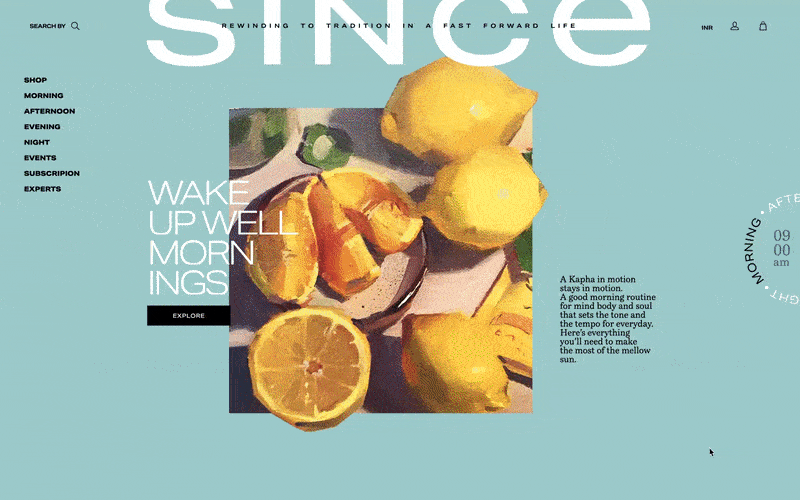 since
SEARCH BY
REWINDING TO TRADITION IN A FAST FORWARD LIFE
INR
SHOP
MORNING
AFTERNOON
EVENING
NIGHT
EVENTS
SUBSCRIPION
EXPERTS
WAKE
UP WELL
MORN
INGS
EXPLORE
A Kapha in motion
stays in motion.
A good morning routine
for mind body and soul
that sets the tone and
the tempo for everyday.
Here's everything
you'll need to make
the most of the mellow
sun.
MORNING • AFTE
09
00
am
• GHT